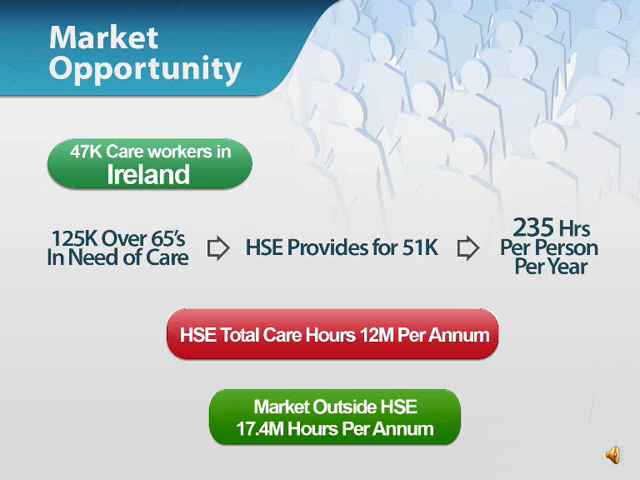 Market
Opportunity
47K Care workers in
Ireland
125K Over 65's
In Need of Care
HSE Provides for 51K
235 Hrs
Per Person
Per Year
HSE Total Care Hours 12M Per Annum
Market Outside HSE
17.4M Hours Per Annum